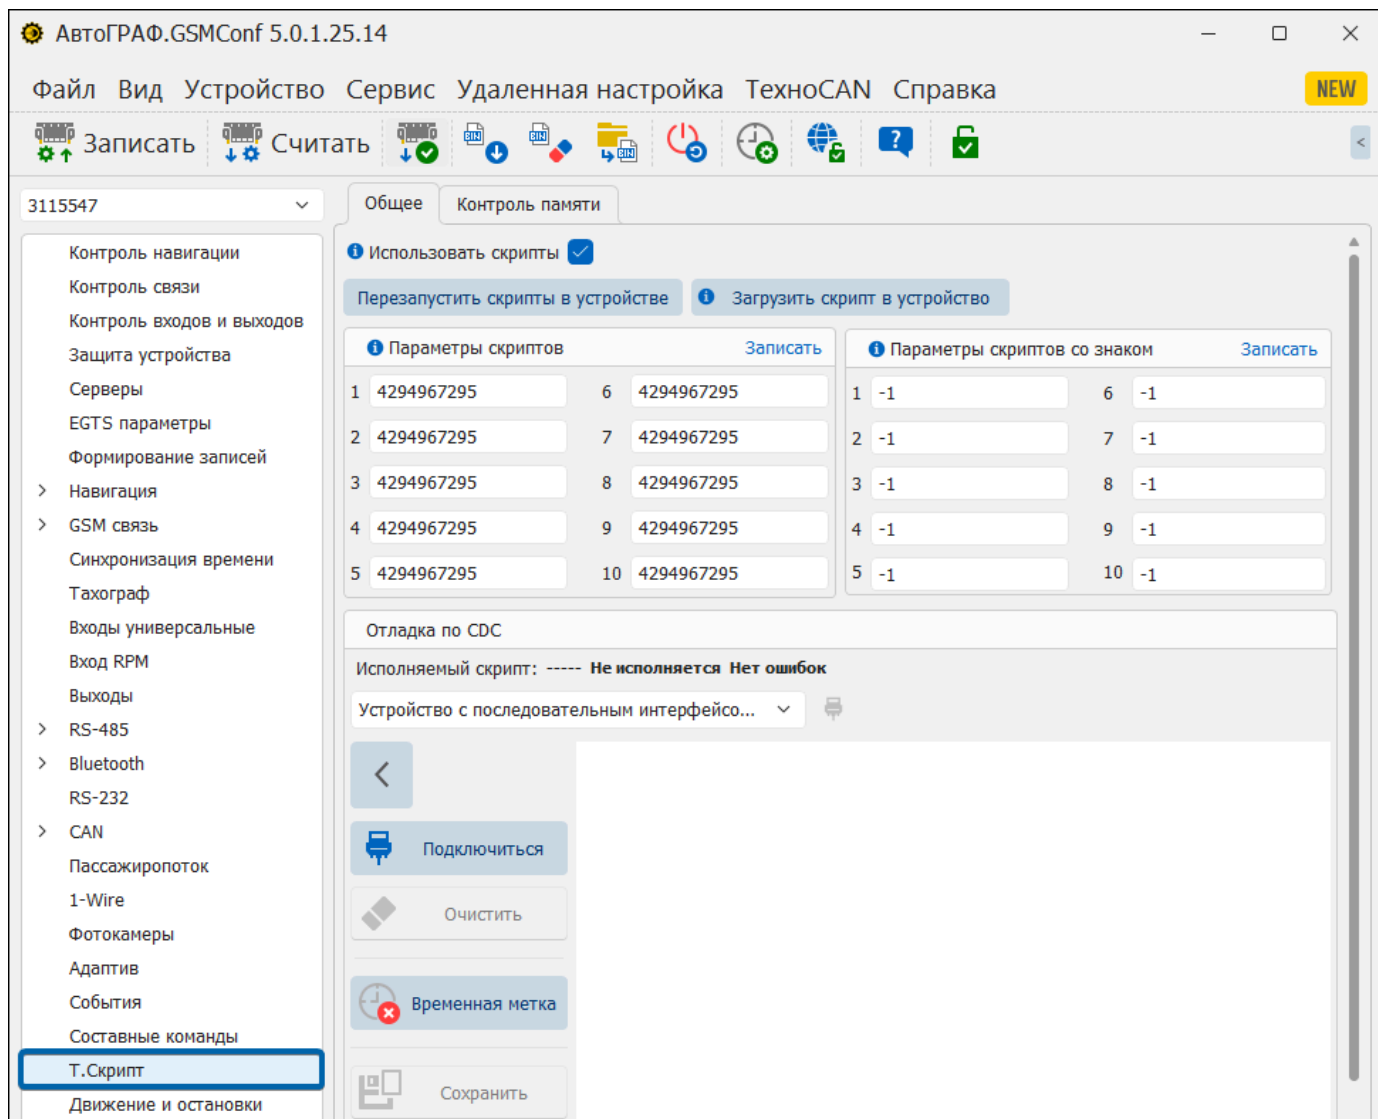 АвтоГРАФ.GSMConf 5.0.1.25.14
Файл Вид Устройство Сервис Удаленная настройка ТехноCAN Справка NEW
Записать Считать BIN BIN BIN ? <
3115547
Контроль навигации
Контроль связи
Контроль входов и выходов
Защита устройства
Серверы
EGTS параметры
Формирование записей
Навигация
GSM связь
Синхронизация времени
Тахограф
Входы универсальные
Вход RPM
Выходы
RS-485
Bluetooth
RS-232
CAN
Пассажиропоток
1-Wire
Фотокамеры
Адаптив
События
Составные команды
Т.Скрипт
Движение и остановки
Общее Контроль памяти
Использовать скрипты
Перезапустить скрипты в устройстве Загрузить скрипт в устройство
Параметры скриптов Записать
1 4294967295 6 4294967295
2 4294967295 7 4294967295
3 4294967295 8 4294967295
4 4294967295 9 4294967295
5 4294967295 10 4294967295
Параметры скриптов со знаком Записать
1 -1 6 -1
2 -1 7 -1
3 -1 8 -1
4 -1 9 -1
5 -1 10 -1
Отладка по CDC
Исполняемый скрипт: ----- Не исполняется Нет ошибок
Устройство с последовательным интерфейсо...
Подключиться
Очистить
Временная метка
Сохранить